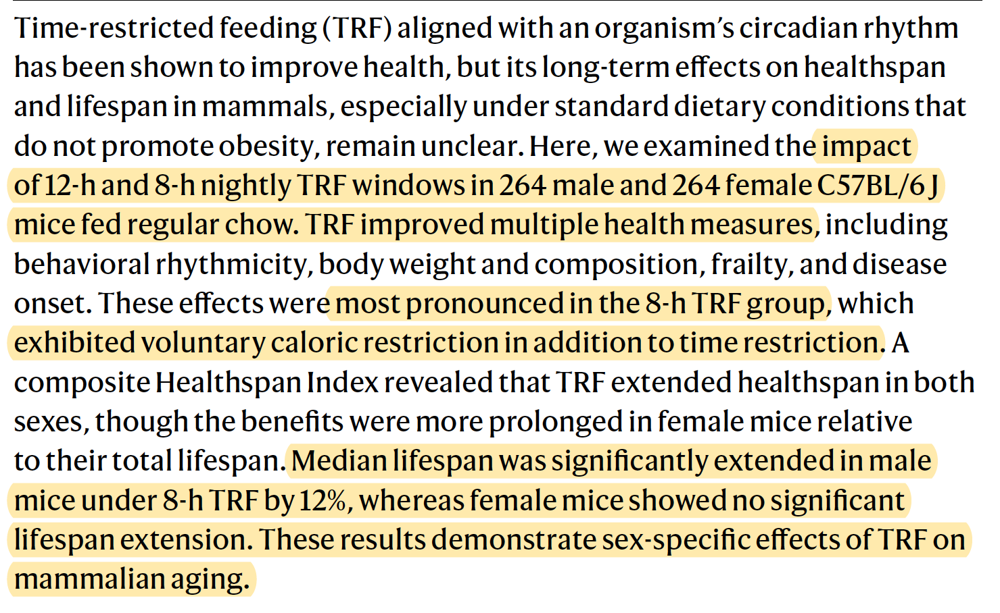 Time-restricted feeding (TRF) aligned with an organism’s circadian rhythm
has been shown to improve health, but its long-term effects on healthspan
and lifespan in mammals, especially under standard dietary conditions that
do not promote obesity, remain unclear. Here, we examined the impact
of 12-h and 8-h nightly TRF windows in 264 male and 264 female C57BL/6 J
mice fed regular chow. TRF improved multiple health measures, including
behavioral rhythmicity, body weight and composition, frailty, and disease
onset. These effects were most pronounced in the 8-h TRF group, which
exhibited voluntary caloric restriction in addition to time restriction. A
composite Healthspan Index revealed that TRF extended healthspan in both
sexes, though the benefits were more prolonged in female mice relative
to their total lifespan. Median lifespan was significantly extended in male
mice under 8-h TRF by 12%, whereas female mice showed no significant
lifespan extension. These results demonstrate sex-specific effects of TRF on
mammalian aging.